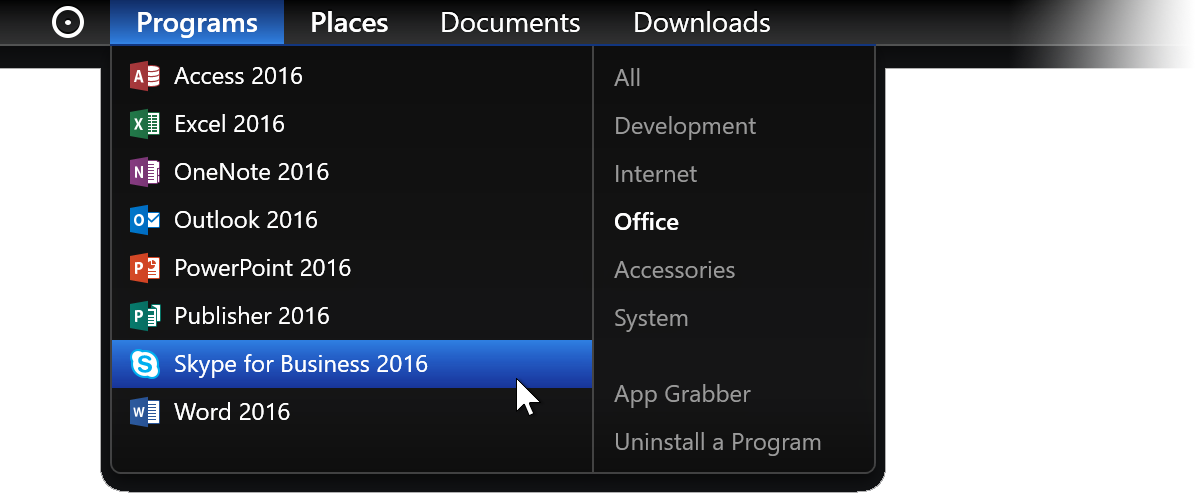 Programs Places Documents Downloads
Access 2016
Excel 2016
OneNote 2016
Outlook 2016
PowerPoint 2016
Publisher 2016
Skype for Business 2016
Word 2016
All
Development
Internet
Office
Accessories
System
App Grabber
Uninstall a Program